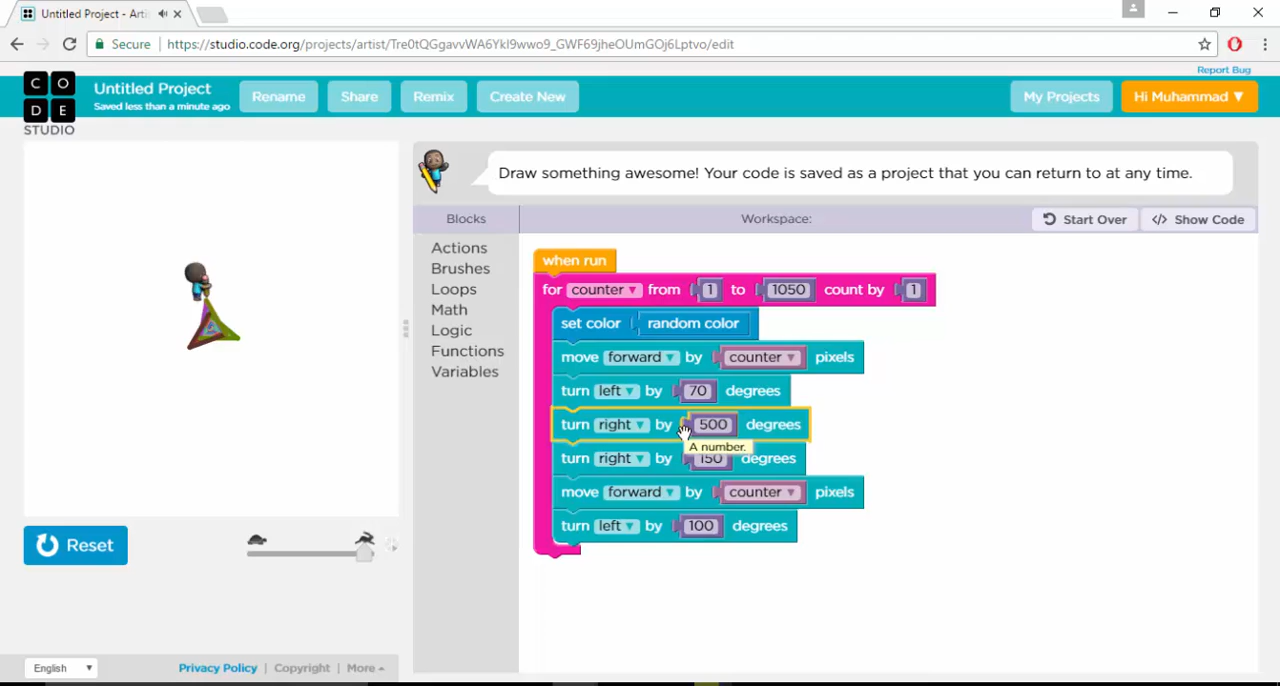 Untitled Project - Arti
Secure https://studio.code.org/projects/artist/Tre0tQGgavvWA6YkI9wwo9_GWF69jheOUmGOj6Lptvo/edit
Report Bug
C O
D E
STUDIO
Untitled Project
Saved less than a minute ago
Rename
Share
Remix
Create New
My Projects
Hi Muhammad ▼
Draw something awesome! Your code is saved as a project that you can return to at any time.
Blocks
Workspace:
Start Over
</> Show Code
Actions
Brushes
Loops
Math
Logic
Functions
Variables
when run
for counter from 1 to 1050 count by 1
set color random color
move forward by counter pixels
turn left by 70 degrees
turn right by 500 degrees
A number.
turn right by 150 degrees
move forward by counter pixels
turn left by 100 degrees
Reset
English
Privacy Policy | Copyright | More